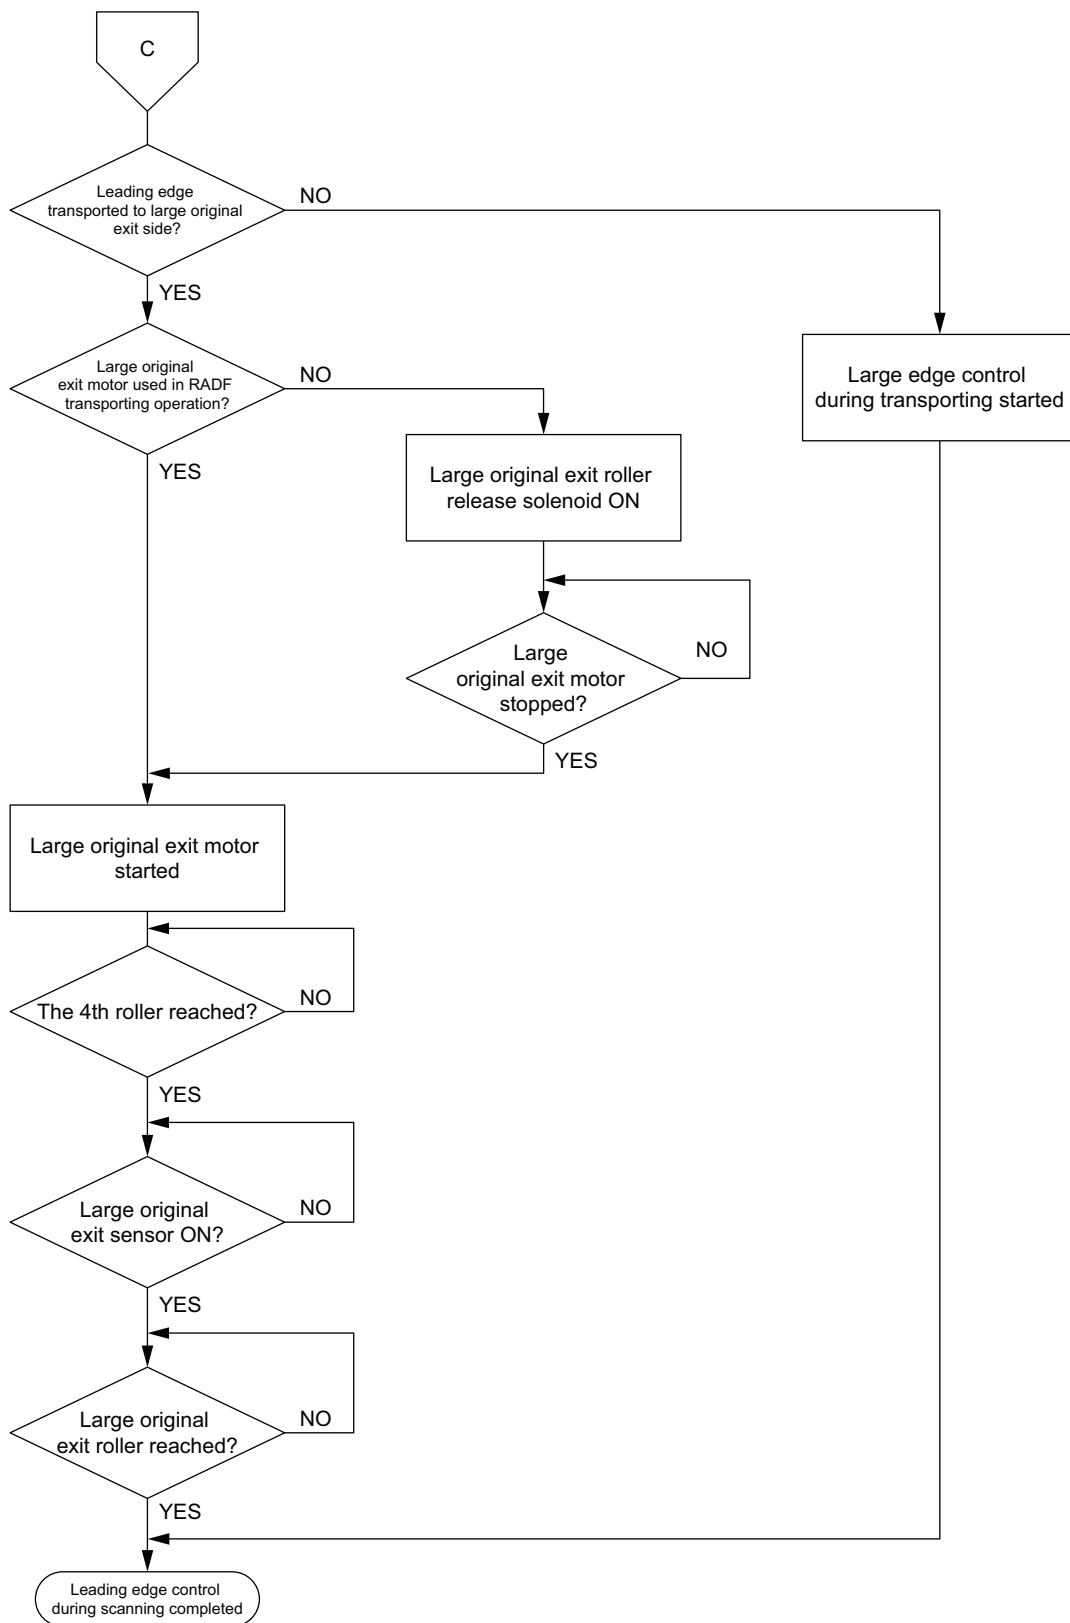 C
Leading edge
transported to large original
exit side?
NO
YES
Large original
exit motor used in RADF
transporting operation?
NO
YES
Large edge control
during transporting started
Large original exit roller
release solenoid ON
Large
original exit motor
stopped?
NO
YES
Large original exit motor
started
The 4th roller reached?
NO
YES
Large original
exit sensor ON?
NO
YES
Large original
exit roller reached?
NO
YES
Leading edge control
during scanning completed